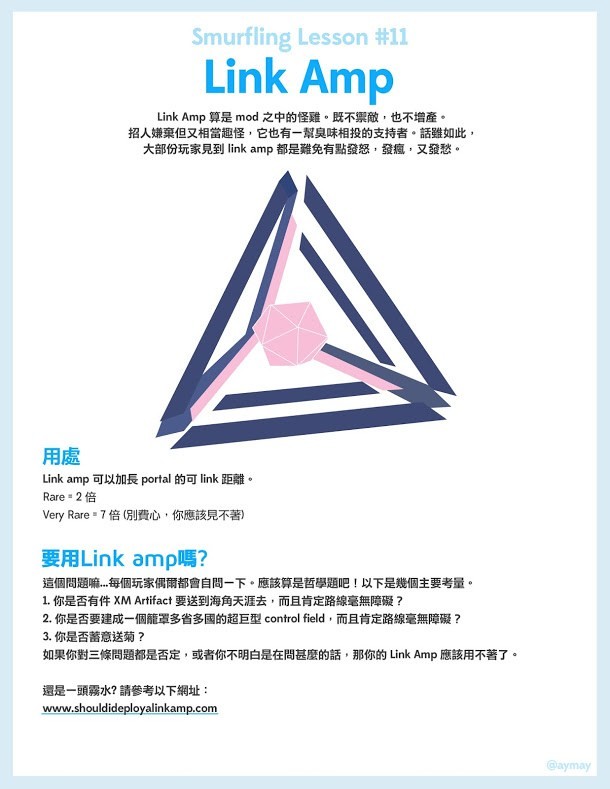 Smurfling Lesson #11
Link Amp
Link Amp 算是 mod 之中的怪雞。既不禦敵，也不增產。
招人嫌棄但又相當趣怪，它也有一幫臭味相投的支持者。話雖如此，
大部份玩家見到 link amp 都是難免有點發怒，發瘋，又發愁。
用處
Link amp 可以加長 portal 的可 link 距離。
Rare = 2 倍
Very Rare = 7 倍 (別費心，你應該見不著)
要用Link amp嗎?
這個問題嘛...每個玩家偶爾都會自問一下。應該算是哲學題吧！以下是幾個主要考量。
1. 你是否有件 XM Artifact 要送到海角天涯去，而且肯定路線毫無障礙？
2. 你是否要建成一個籠罩多省多國的超巨型 control field，而且肯定路線毫無障礙？
3. 你是否蓄意送菊？
如果你對三條問題都是否定，或者你不明白是在問甚麼的話，那你的 Link Amp 應該用不著了。
還是一頭霧水? 請參考以下網址：
www.shouldideployalinkamp.com
@aymay